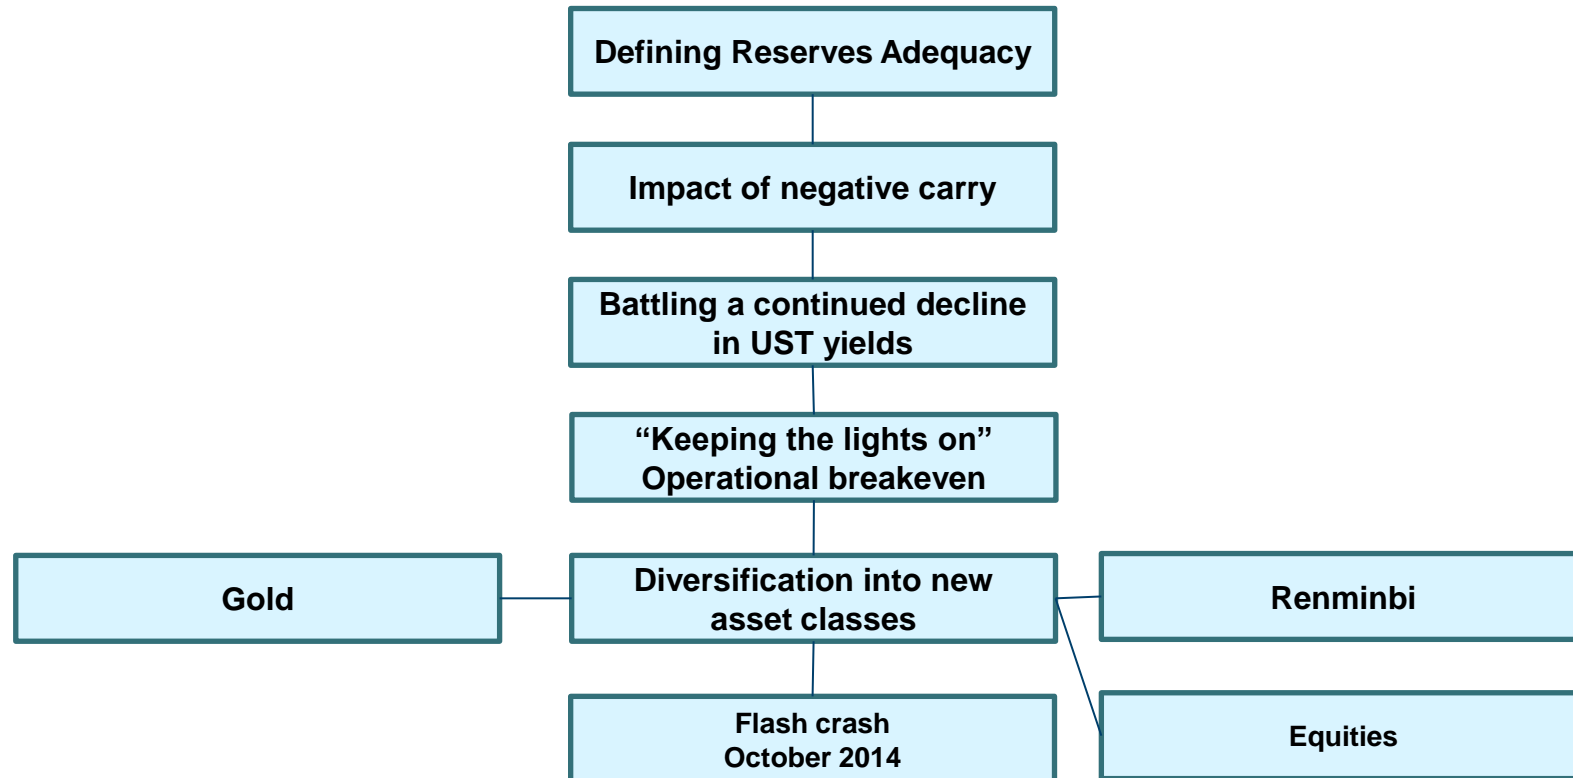 Defining Reserves Adequacy
Impact of negative carry
Battling a continued decline
in UST yields
“Keeping the lights on”
Operational breakeven
Gold
Diversification into new
asset classes
Renminbi
Flash crash
October 2014
Equities